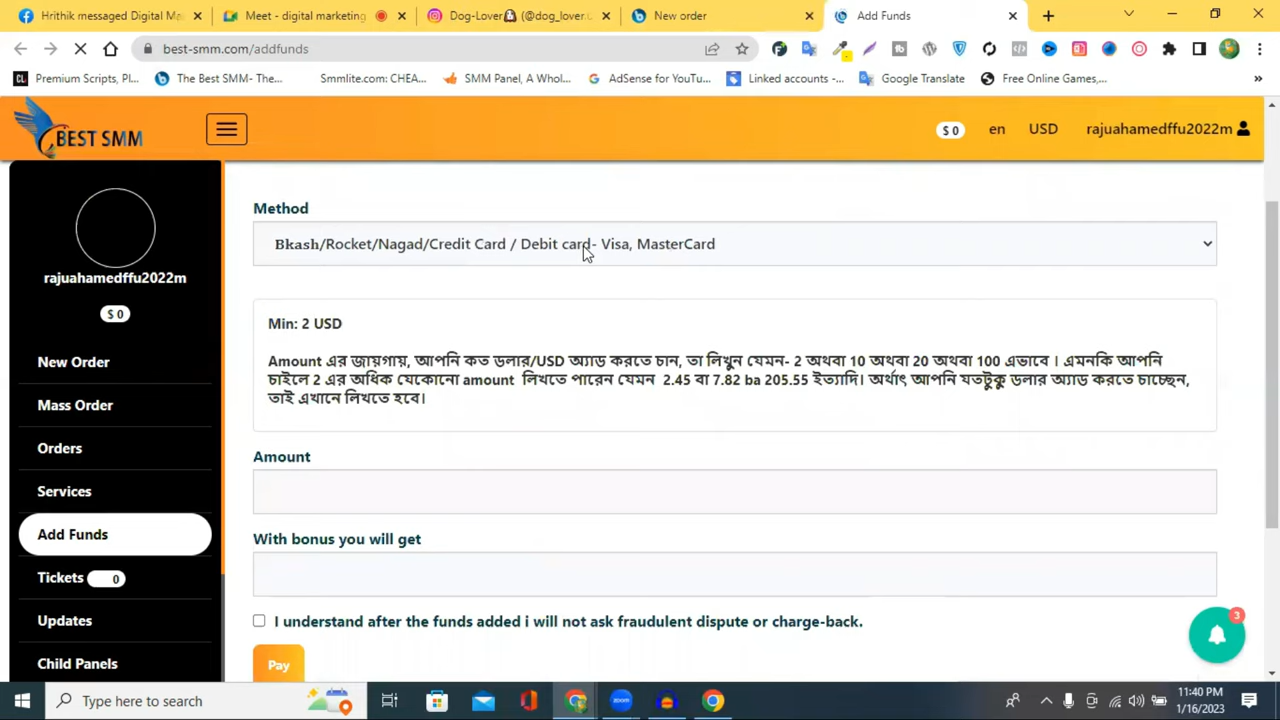 Hrithik messaged Digital Ma
Meet - digital marketing
Dog-Lover (@dog_lover.
New order
Add Funds
best-smm.com/addfunds
Premium Scripts, Pl...
The Best SMM- The...
Smmlite.com: CHEA...
SMM Panel, A Whol...
AdSense for YouTu...
Linked accounts -...
Google Translate
Free Online Games,...
BEST SMM
$ 0
en
USD
rajuahamedffu2022m
rajuahamedffu2022m
$ 0
New Order
Mass Order
Orders
Services
Add Funds
Tickets 0
Updates
Child Panels
Method
Bkash/Rocket/Nagad/Credit Card / Debit card- Visa, MasterCard
Min: 2 USD
Amount এর জায়গায়, আপনি কত ডলার/USD অ্যাড করতে চান, তা লিখুন যেমন- 2 অথবা 10 অথবা 20 অথবা 100 এভাবে । এমনকি আপনি
চাইলে 2 এর অধিক যেকোনো amount লিখতে পারেন যেমন 2.45 বা 7.82 ba 205.55 ইত্যাদি। অর্থাৎ আপনি যতটুকু ডলার অ্যাড করতে চাচ্ছেন,
তাই এখানে লিখতে হবে।
Amount
With bonus you will get
I understand after the funds added i will not ask fraudulent dispute or charge-back.
Pay
3
Type here to search
zoom
11:40 PM
1/16/2023